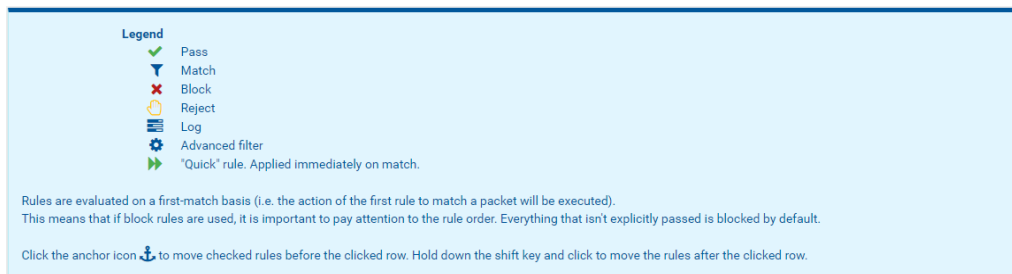 Legend
Pass
Match
Block
Reject
Log
Advanced filter
"Quick" rule. Applied immediately on match.
Rules are evaluated on a first-match basis (i.e. the action of the first rule to match a packet will be executed).
This means that if block rules are used, it is important to pay attention to the rule order. Everything that isn't explicitly passed is blocked by default.
Click the anchor icon to move checked rules before the clicked row. Hold down the shift key and click to move the rules after the clicked row.